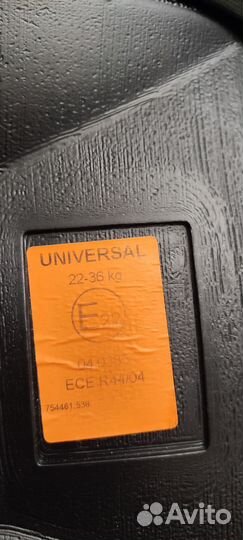 UNIVERSAL
22-36 kg
E
ECE R44/04
754461.538
Avito